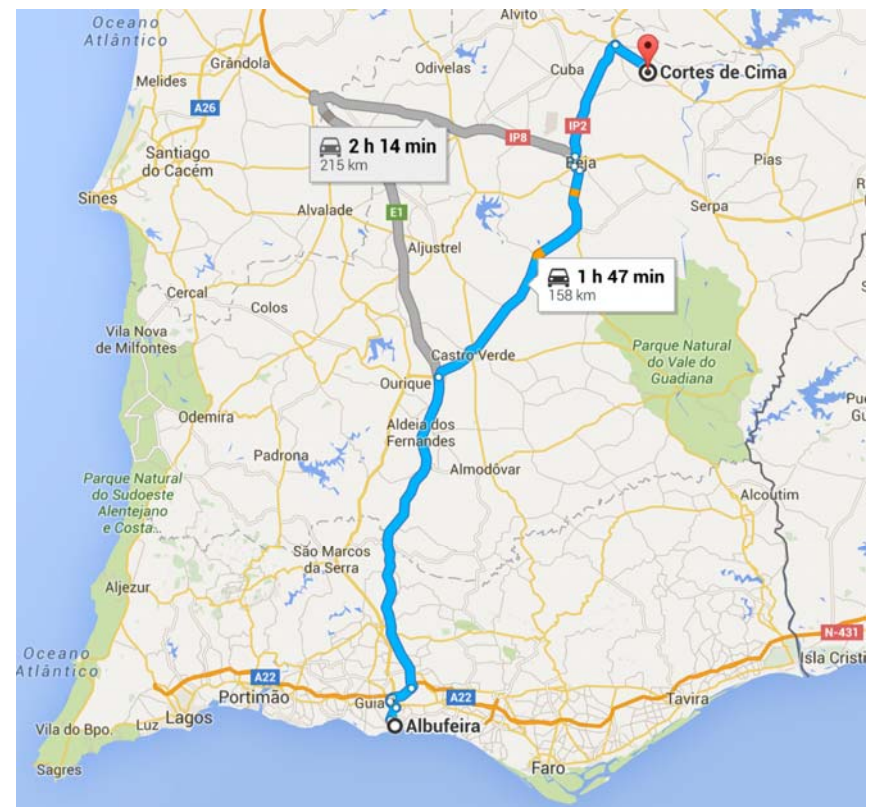 Oceano
Atlântico
Alvito
Grândola
Odivelas
Cuba
Cortes de Cima
Melides
A26
2 h 14 min
215 km
IP8
IP2
Beja
Pias
Santiago
do Cacém
Sines
Alvalade
E1
Serpa
Aljustrel
1 h 47 min
158 km
Cercal
Colos
Vila Nova
de Milfontes
Castro Verde
Parque Natural
do Vale do
Guadiana
Ourique
Odemira
Aldeia dos
Fernandes
Padrona
Almodôvar
Parque Natural
do Sudoeste
Alentejano
e Costa...
Alcoutim
São Marcos
da Serra
Aljezur
N-431
Oceano
Atlântico
Isla Cristi
A22
Portimão
Guia
A22
Tavira
Vila do Bpo.
Luz
Lagos
Albufeira
Sagres
Faro